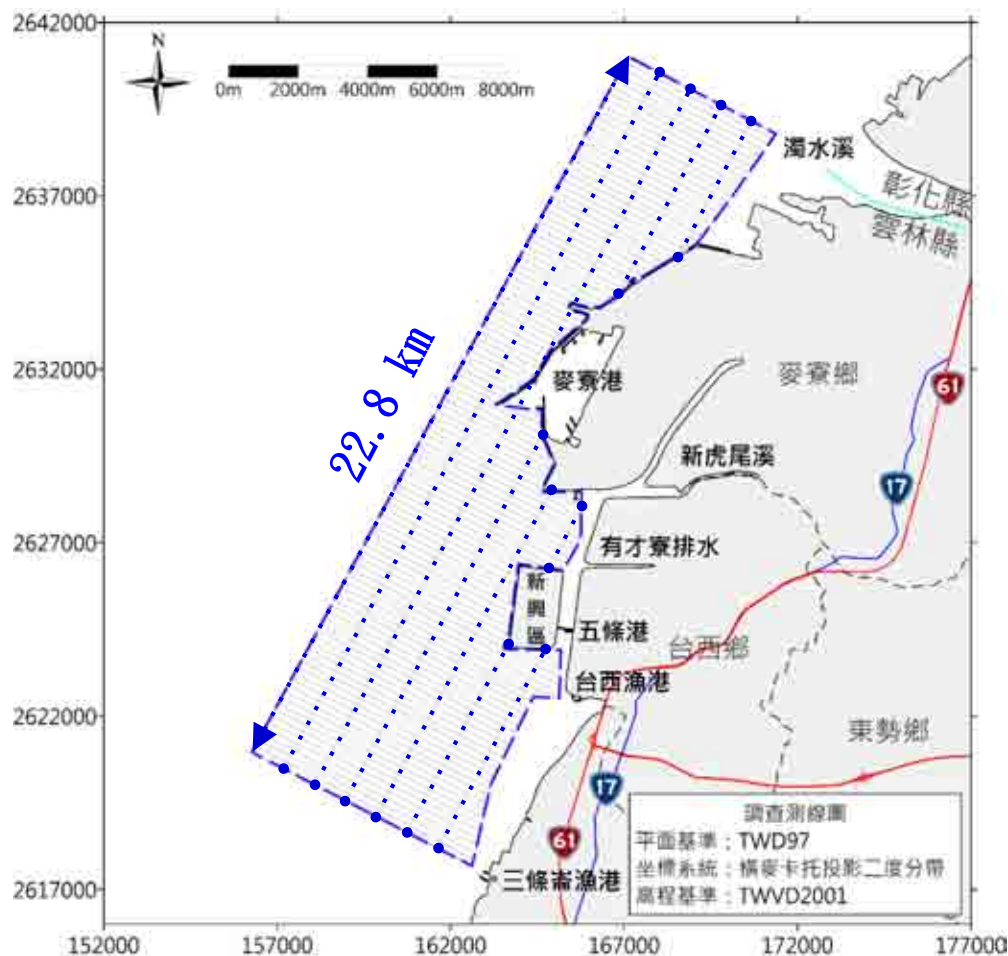 2642000
N
0m 2000m 4000m 6000m 8000m
濁水溪
2637000
彰化縣
雲林縣
2632000
麥寮港
麥寮鄉
61
22.8 km
新虎尾溪
17
2627000
有才寮排水
新興區
五條港
台西鄉
台西漁港
2622000
東勢鄉
17
調查測線圖
平面基準：TWD97
61
坐標系統：橫麥卡托投影二度分帶
高程基準：TWVD2001
三條崙漁港
2617000
152000 157000 162000 167000 172000 177000